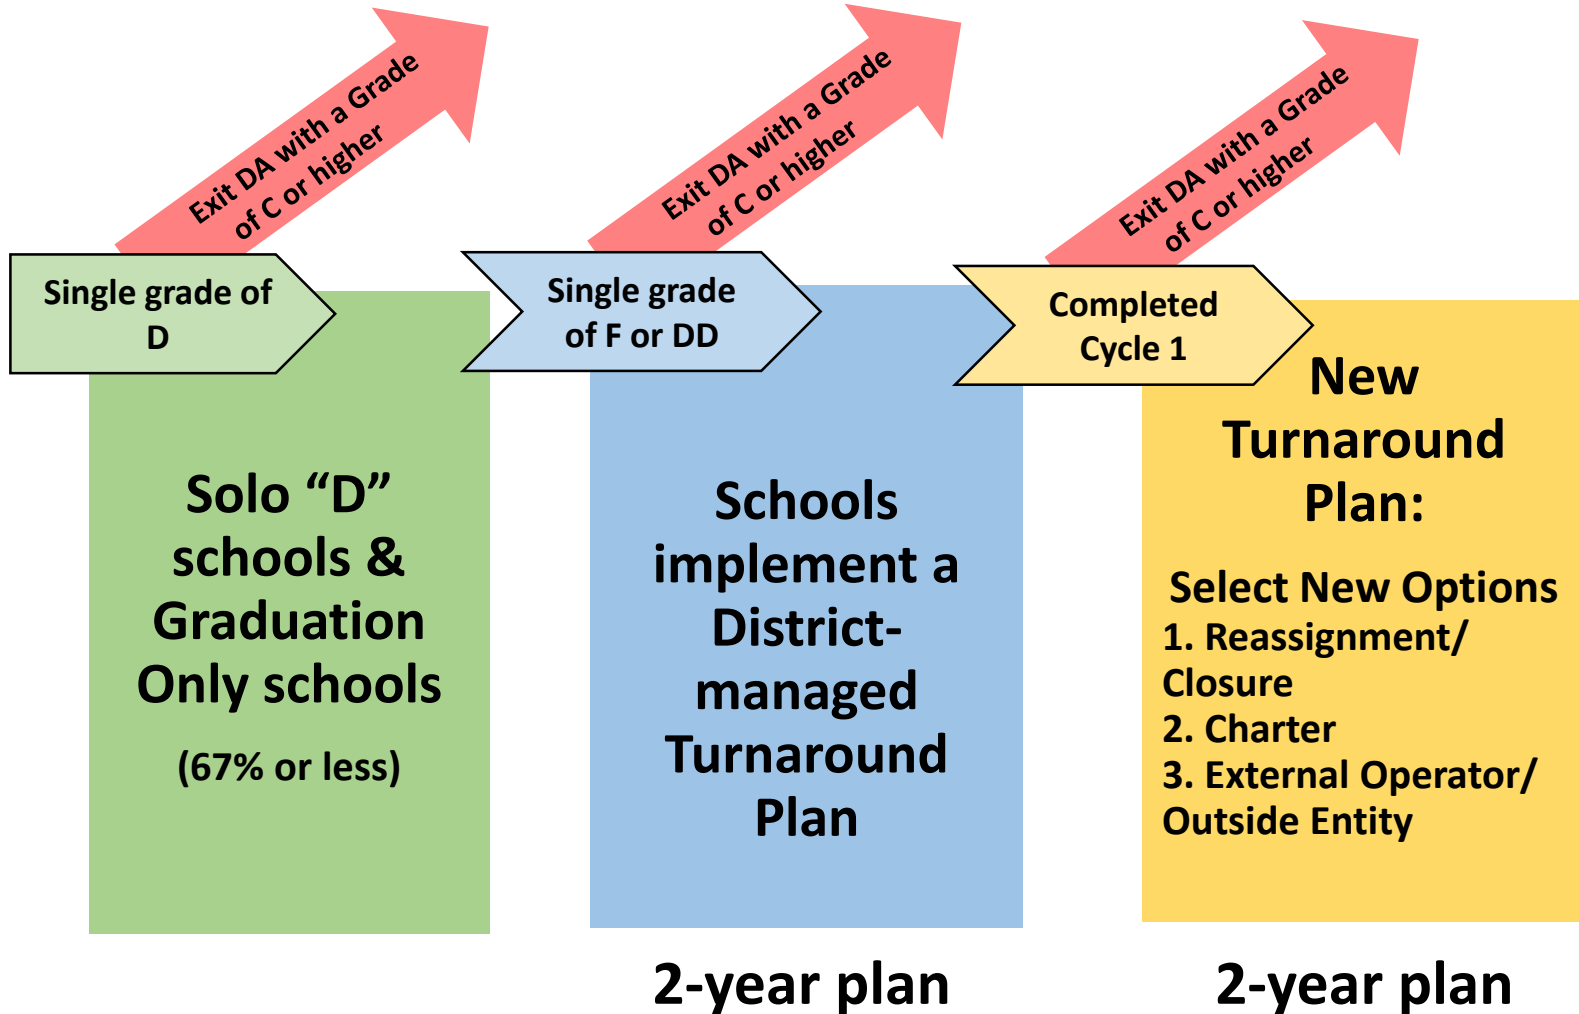 Exit DA with a Grade
of C or higher
Single grade of
D
Solo “D”
schools &
Graduation
Only schools
(67% or less)
Exit DA with a Grade
of C or higher
Single grade
of F or DD
Schools
implement a
District-
managed
Turnaround
Plan
2-year plan
Exit DA with a Grade
of C or higher
Completed
Cycle 1
New
Turnaround
Plan:
Select New Options
1. Reassignment/
Closure
2. Charter
3. External Operator/
Outside Entity
2-year plan